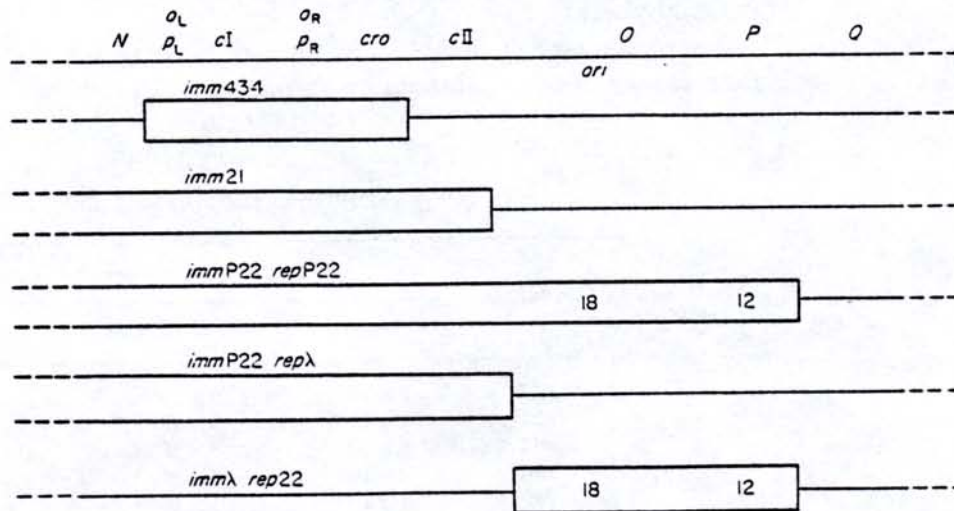 oL oR
N pL cI pR cro cII O P Q
ori
imm434
imm21
immP22 repP22
18 12
immP22 repλ
immλ rep22
18 12